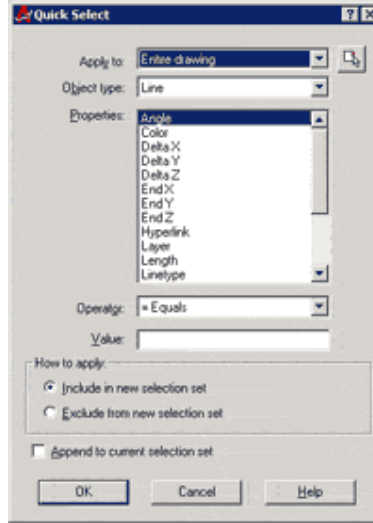 Quick Select
Apply to: Entire drawing
Object type: Line
Properties: Angle
Color
Delta X
Delta Y
Delta Z
End X
End Y
End Z
Hyperlink
Layer
Length
Linetype
Operator: = Equals
Value:
How to apply:
Include in new selection set
Exclude from new selection set
Append to current selection set
OK Cancel Help